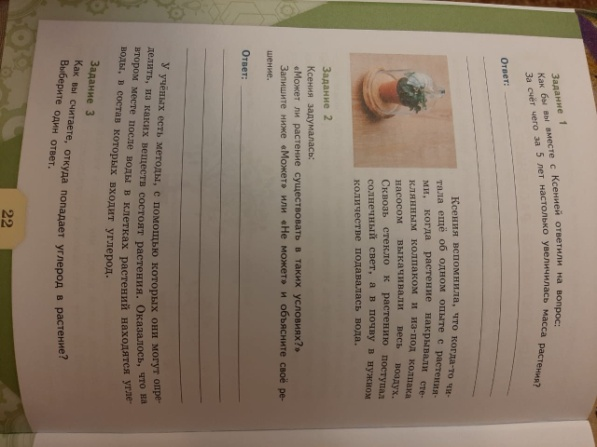 Задание 1
Как бы вы вместе с Ксенией ответили на вопрос:
За счёт чего за 5 лет настолько увеличилась масса растения?
Ответ:
Ксения вспомнила, что когда-то чи-
тала ещё об одном опыте с растения-
ми, когда растение накрывали сте-
клянным колпаком и из-под колпака
насосом выкачивали весь воздух.
Сквозь стекло к растению поступал
солнечный свет, а в почву в нужном
количестве подавалась вода.
Задание 2
Ксения задумалась:
«Может ли растение существовать в таких условиях?»
Запишите ниже «Может» или «Не может» и объясните своё ре-
шение.
Ответ:
У учёных есть методы, с помощью которых они могут опре-
делить, из каких веществ состоят растения. Оказалось, что на
втором месте после воды в клетках растений находятся угле-
воды, в состав которых входит углерод.
Задание 3
Как вы считаете, откуда попадает углерод в растение?
Выберите один ответ.
22